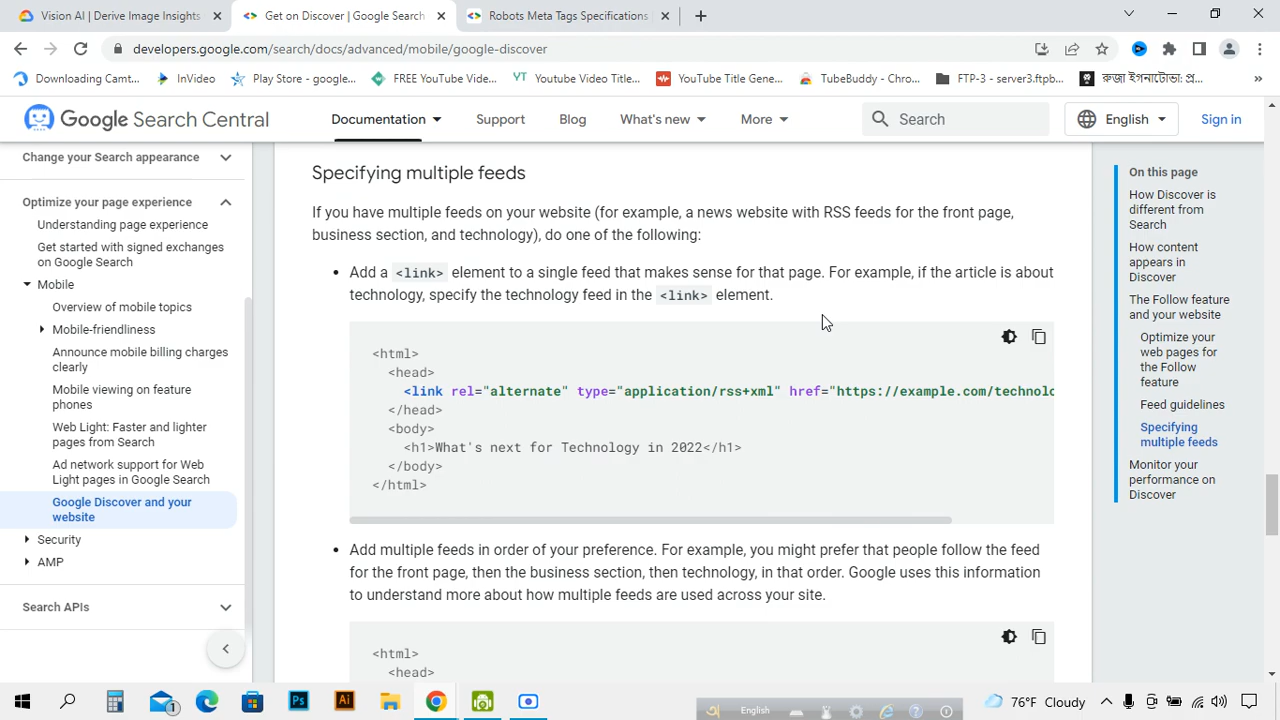 Vision AI | Derive Image Insights
Get on Discover | Google Search
Robots Meta Tags Specifications
developers.google.com/search/docs/advanced/mobile/google-discover
Downloading Camt...
InVideo
Play Store - google...
FREE YouTube Vide...
YT Youtube Video Title...
YouTube Title Gene...
TubeBuddy - Chro...
FTP-3 - server3.ftpb...
রুজা ইগনাটোভা: প্র...
Google Search Central
Documentation
Support
Blog
What's new
More
Search
English
Sign in
Change your Search appearance
Optimize your page experience
Understanding page experience
Get started with signed exchanges
on Google Search
Mobile
Overview of mobile topics
Mobile-friendliness
Announce mobile billing charges
clearly
Mobile viewing on feature
phones
Web Light: Faster and lighter
pages from Search
Ad network support for Web
Light pages in Google Search
Google Discover and your
website
Security
AMP
Search APIs
Specifying multiple feeds
If you have multiple feeds on your website (for example, a news website with RSS feeds for the front page,
business section, and technology), do one of the following:
• Add a <link> element to a single feed that makes sense for that page. For example, if the article is about
technology, specify the technology feed in the <link> element.
<html>
<head>
<link rel="alternate" type="application/rss+xml" href="https://example.com/technolo
</head>
<body>
<h1>What's next for Technology in 2022</h1>
</body>
</html>
• Add multiple feeds in order of your preference. For example, you might prefer that people follow the feed
for the front page, then the business section, then technology, in that order. Google uses this information
to understand more about how multiple feeds are used across your site.
<html>
<head>
On this page
How Discover is
different from
Search
How content
appears in
Discover
The Follow feature
and your website
Optimize your
web pages for
the Follow
feature
Feed guidelines
Specifying
multiple feeds
Monitor your
performance on
Discover
1
Ps
Ai
English
76°F Cloudy